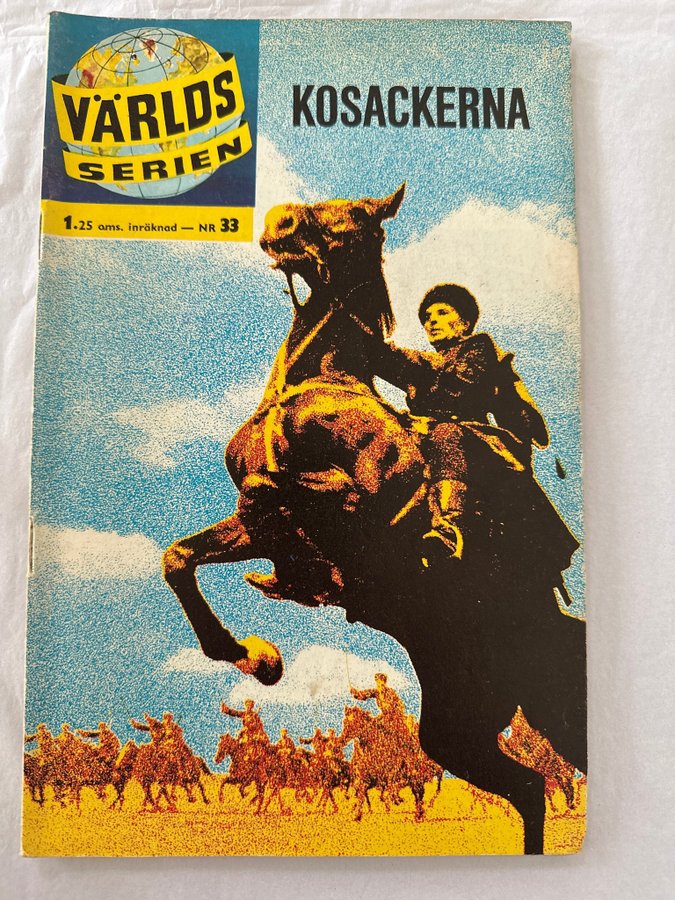 VÄRLDS
SERIEN
KOSACKERNA
1.25 oms. inräknad — NR 33